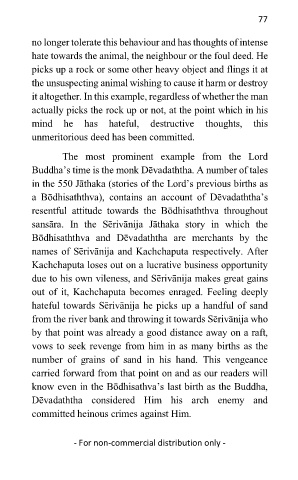 77
no longer tolerate this behaviour and has thoughts of intense
hate towards the animal, the neighbour or the foul deed. He
picks up a rock or some other heavy object and flings it at
the unsuspecting animal wishing to cause it harm or destroy
it altogether. In this example, regardless of whether the man
actually picks the rock up or not, at the point which in his
mind he has hateful, destructive thoughts, this
unmeritorious deed has been committed.
The most prominent example from the Lord
Buddha's time is the monk Dēvadaththa. A number of tales
in the 550 Jāthaka (stories of the Lord's previous births as
a Bōdhisaththva), contains an account of Dēvadaththa's
resentful attitude towards the Bōdhisaththva throughout
sansāra. In the Sērivānija Jāthaka story in which the
Bōdhisaththva and Dēvadaththa are merchants by the
names of Sērivānija and Kachchaputa respectively. After
Kachchaputa loses out on a lucrative business opportunity
due to his own vileness, and Sērivānija makes great gains
out of it, Kachchaputa becomes enraged. Feeling deeply
hateful towards Sērivānija he picks up a handful of sand
from the river bank and throwing it towards Sērivānija who
by that point was already a good distance away on a raft,
vows to seek revenge from him in as many births as the
number of grains of sand in his hand. This vengeance
carried forward from that point on and as our readers will
know even in the Bōdhisathva's last birth as the Buddha,
Dēvadaththa considered Him his arch enemy and
committed heinous crimes against Him.
- For non-commercial distribution only -